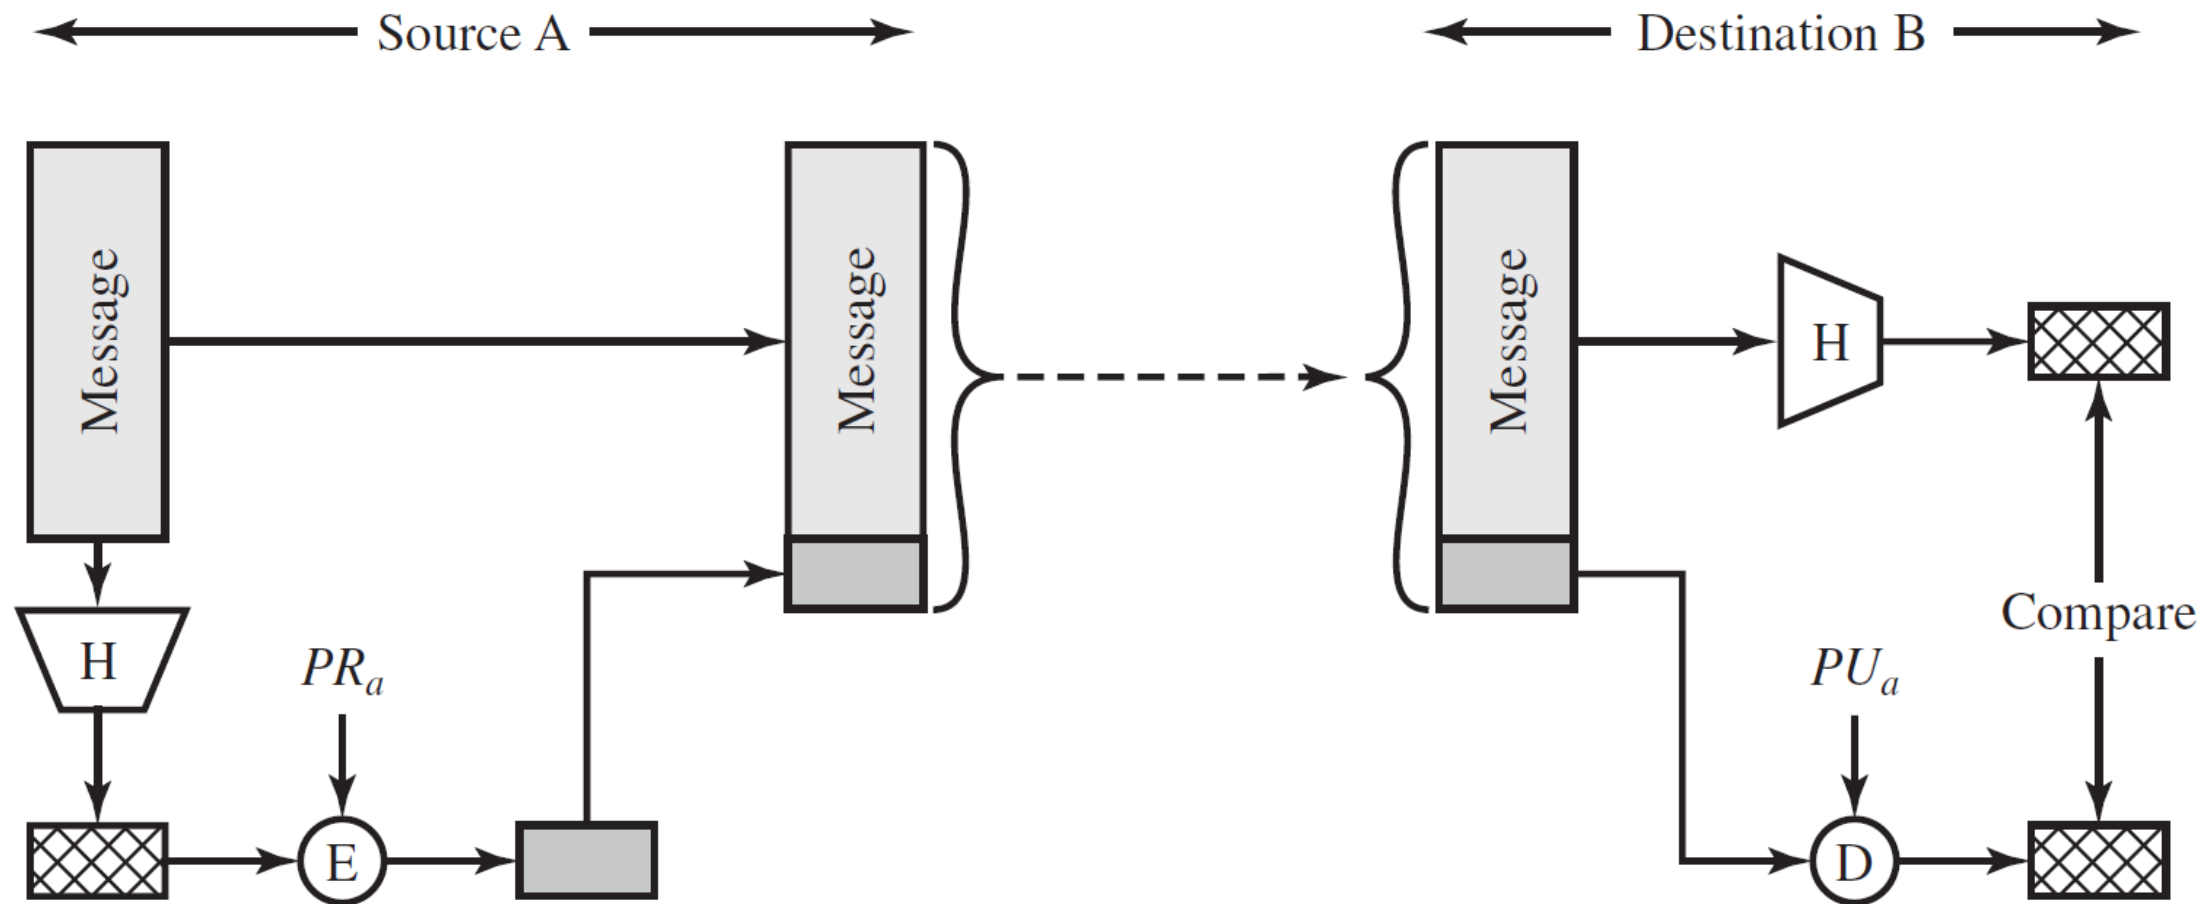 Source A
Destination B
Message
Message
Message
H
H
PRa
PUa
Compare
E
D